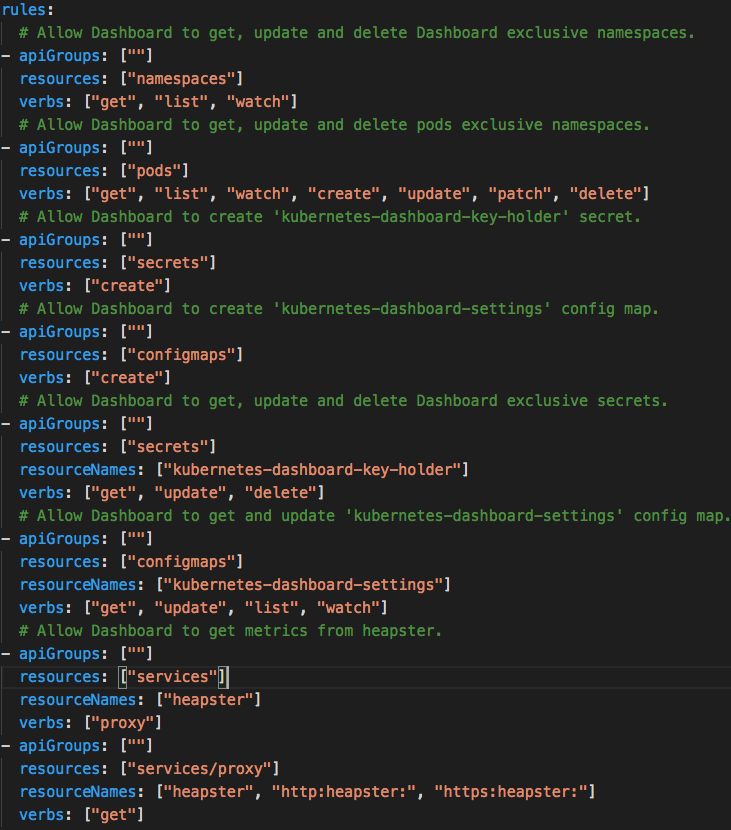 rules:
  # Allow Dashboard to get, update and delete Dashboard exclusive namespaces.
- apiGroups: [""]
  resources: ["namespaces"]
  verbs: ["get", "list", "watch"]
  # Allow Dashboard to get, update and delete pods exclusive namespaces.
- apiGroups: [""]
  resources: ["pods"]
  verbs: ["get", "list", "watch", "create", "update", "patch", "delete"]
  # Allow Dashboard to create 'kubernetes-dashboard-key-holder' secret.
- apiGroups: [""]
  resources: ["secrets"]
  verbs: ["create"]
  # Allow Dashboard to create 'kubernetes-dashboard-settings' config map.
- apiGroups: [""]
  resources: ["configmaps"]
  verbs: ["create"]
  # Allow Dashboard to get, update and delete Dashboard exclusive secrets.
- apiGroups: [""]
  resources: ["secrets"]
  resourceNames: ["kubernetes-dashboard-key-holder"]
  verbs: ["get", "update", "delete"]
  # Allow Dashboard to get and update 'kubernetes-dashboard-settings' config map.
- apiGroups: [""]
  resources: ["configmaps"]
  resourceNames: ["kubernetes-dashboard-settings"]
  verbs: ["get", "update", "list", "watch"]
  # Allow Dashboard to get metrics from heapster.
- apiGroups: [""]
  resources: ["services"]
  resourceNames: ["heapster"]
  verbs: ["proxy"]
- apiGroups: [""]
  resources: ["services/proxy"]
  resourceNames: ["heapster", "http:heapster:", "https:heapster:"]
  verbs: ["get"]